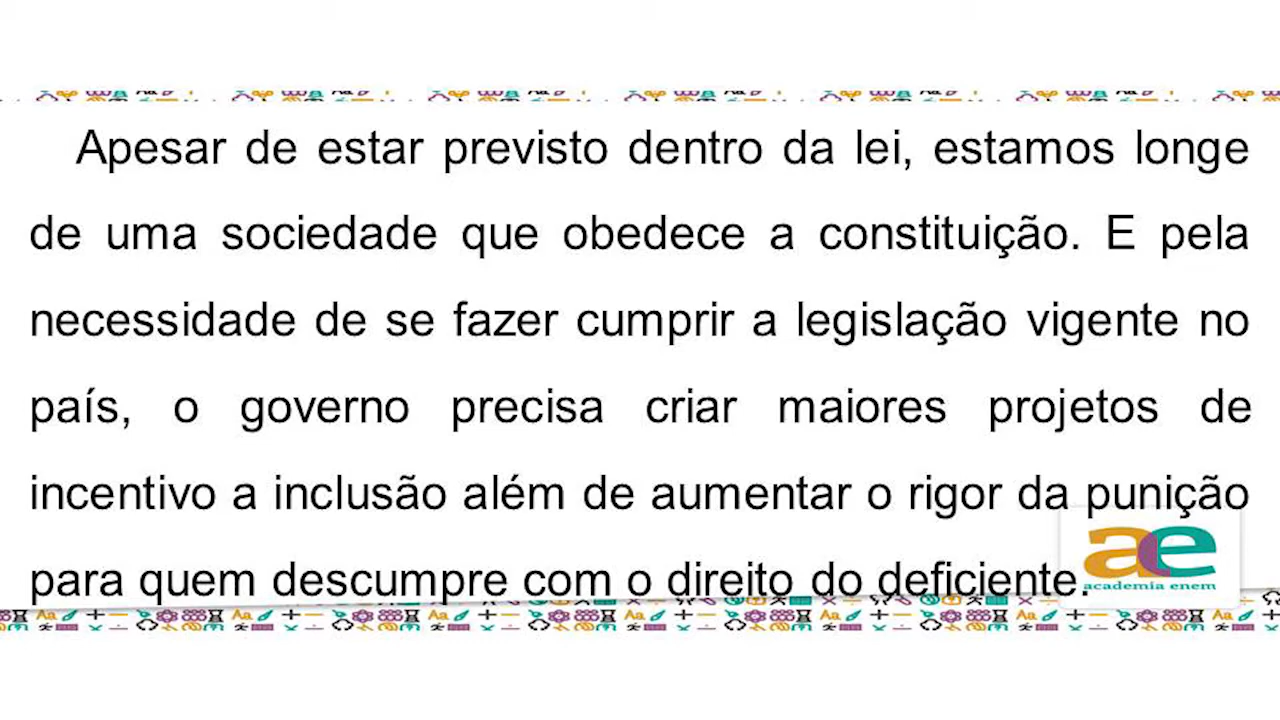 Apesar de estar previsto dentro da lei, estamos longe
de uma sociedade que obedece a constituição. E pela
necessidade de se fazer cumprir a legislação vigente no
país, o governo precisa criar maiores projetos de
incentivo a inclusão além de aumentar o rigor da punição
para quem descumpre com o direito do deficiente.
ae
academia enem